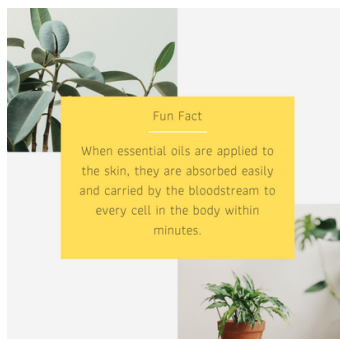 Fun Fact
When essential oils are applied to
the skin, they are absorbed easily
and carried by the bloodstream to
every cell in the body within
minutes.